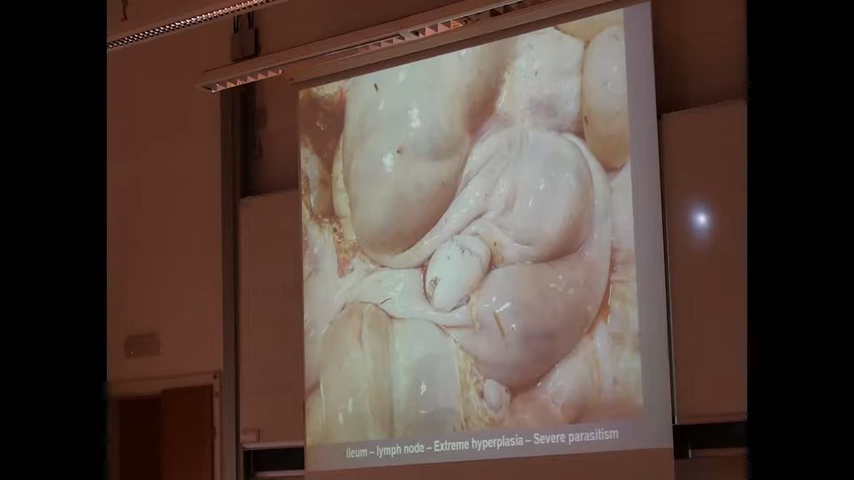 Ileum – lymph node – Extreme hyperplasia – Severe parasitism